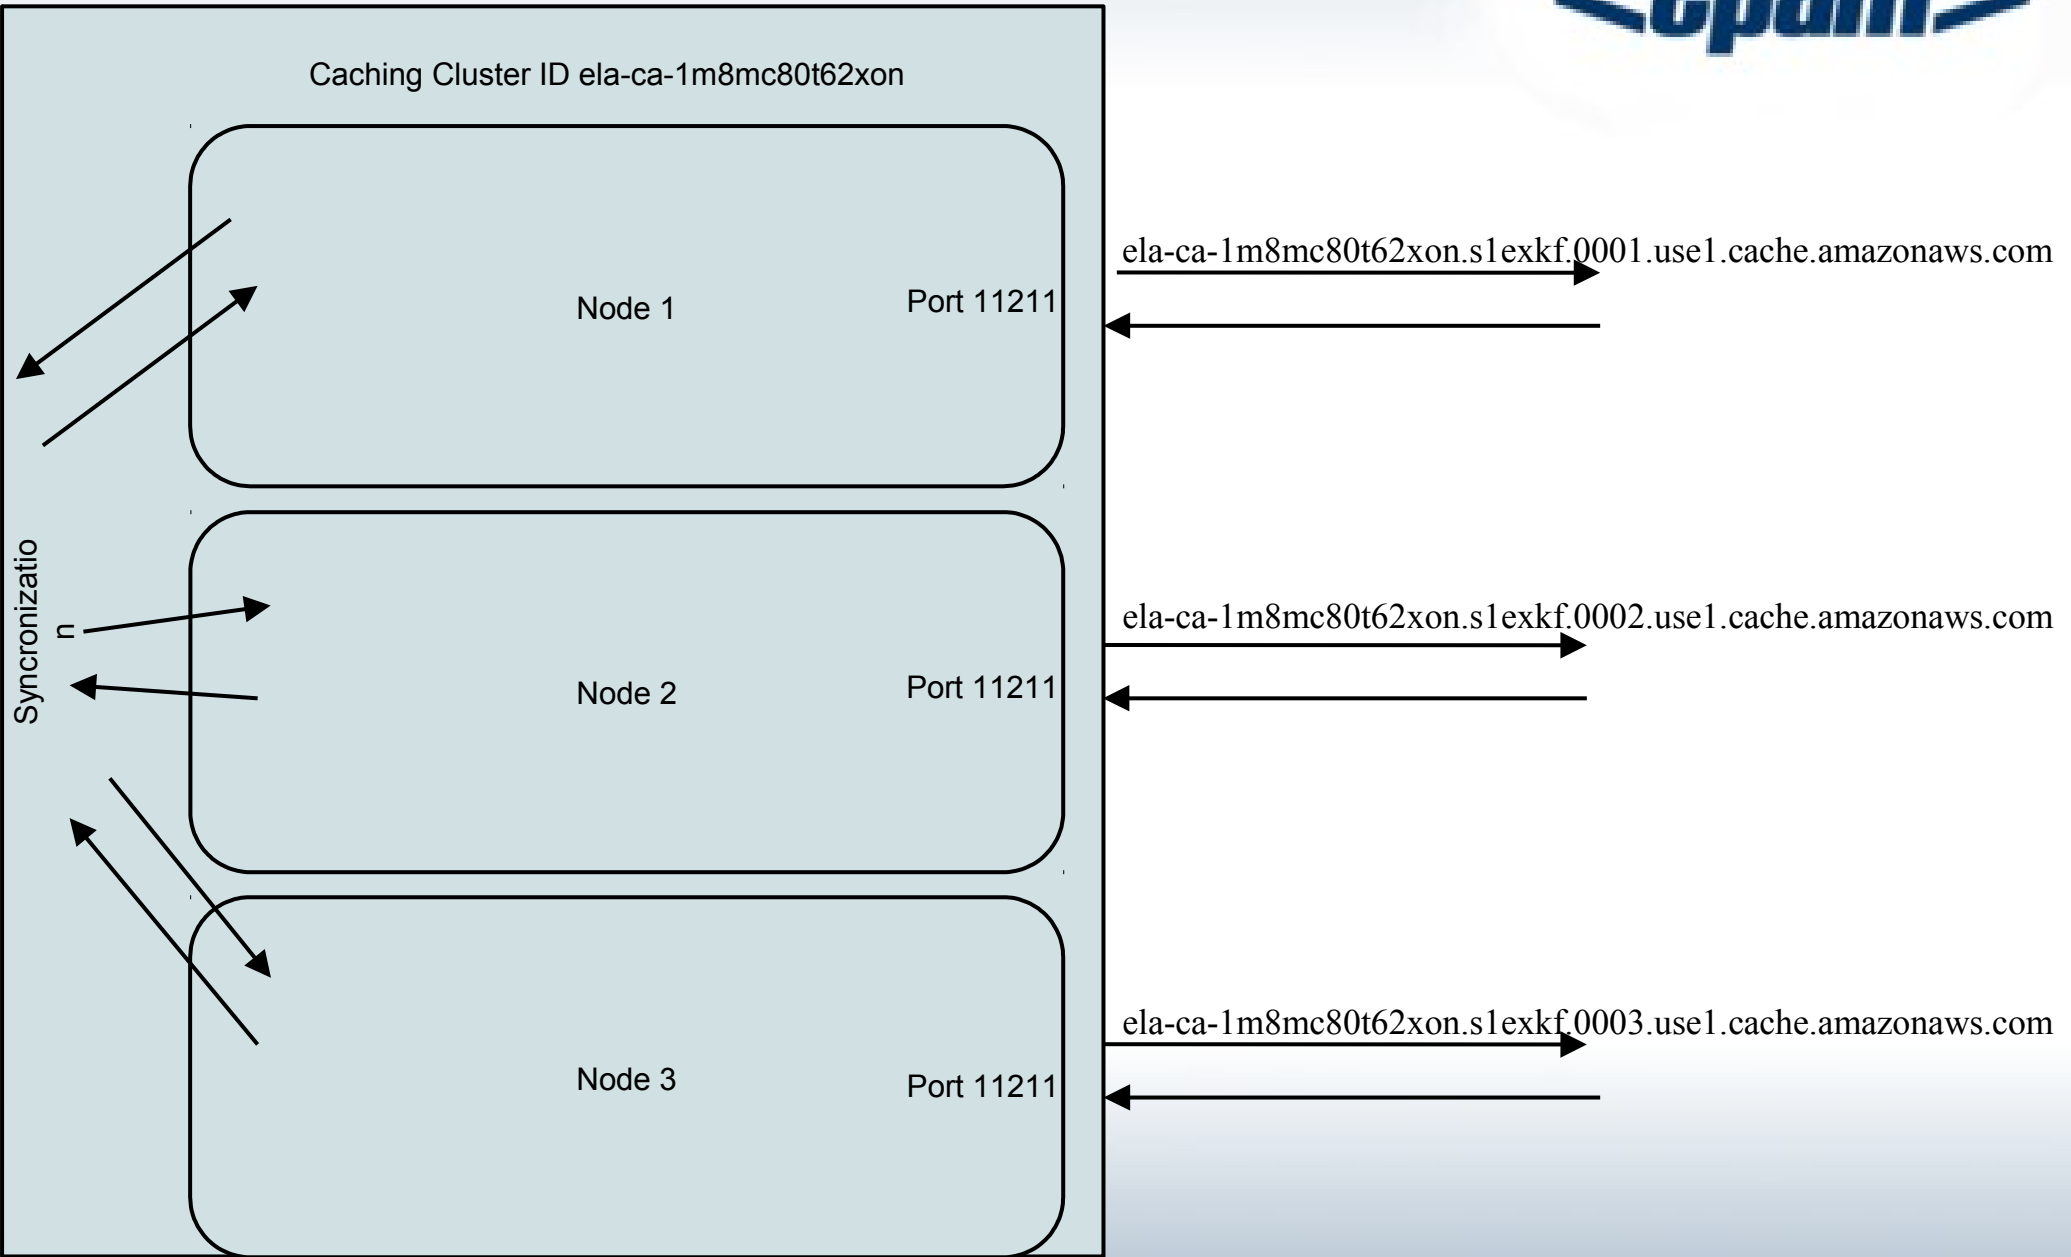 Caching Cluster ID ela-ca-1m8mc80t62xon
Node 1
Port 11211
ela-ca-1m8mc80t62xon.s1exkf.0001.use1.cache.amazonaws.com
Syncronizatio
n
Node 2
Port 11211
ela-ca-1m8mc80t62xon.s1exkf.0002.use1.cache.amazonaws.com
Node 3
Port 11211
ela-ca-1m8mc80t62xon.s1exkf.0003.use1.cache.amazonaws.com